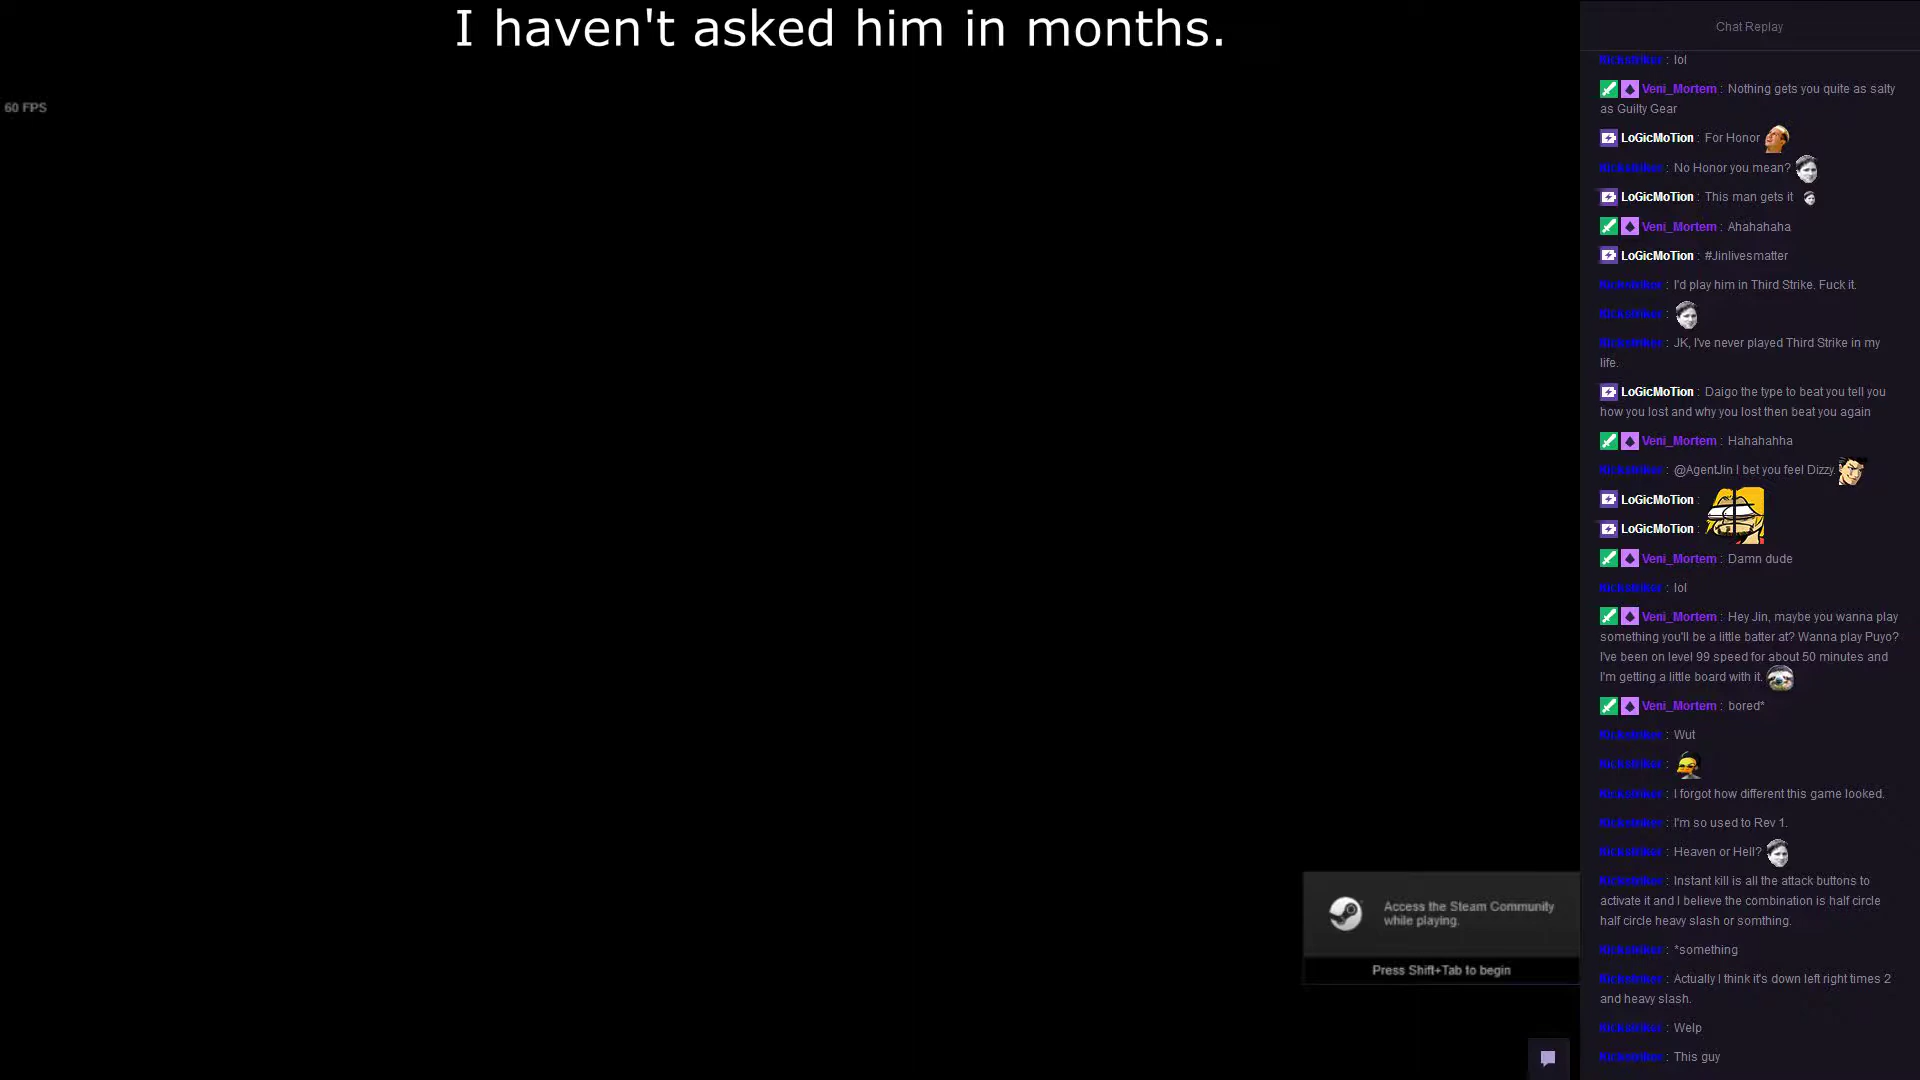 I haven't asked him in months.
60 FPS
Chat Replay
: lol
Veni_Mortem : Nothing gets you quite as salty
as Guilty Gear
LoGicMoTion : For Honor
: No Honor you mean?
LoGicMoTion : This man gets it
Veni_Mortem : Ahahahaha
LoGicMoTion : #Jinlivesmatter
: I'd play him in Third Strike. Fuck it.
:
: JK, I've never played Third Strike in my
life.
LoGicMoTion : Daigo the type to beat you tell you
how you lost and why you lost then beat you again
Veni_Mortem : Hahahahha
: @AgentJin I bet you feel Dizzy
LoGicMoTion :
LoGicMoTion :
Veni_Mortem : Damn dude
: lol
Veni_Mortem : Hey Jin, maybe you wanna play
something you'll be a little batter at? Wanna play Puyo?
I've been on level 99 speed for about 50 minutes and
I'm getting a little board with it.
Veni_Mortem : bored*
: Wut
:
: I forgot how different this game looked.
: I'm so used to Rev 1.
: Heaven or Hell?
: Instant kill is all the attack buttons to
activate it and I believe the combination is half circle
half circle heavy slash or somthing.
: *something
: Actually I think it's down left right times 2
and heavy slash.
: Welp
: This guy
Access the Steam Community
while playing.
Press Shift+Tab to begin